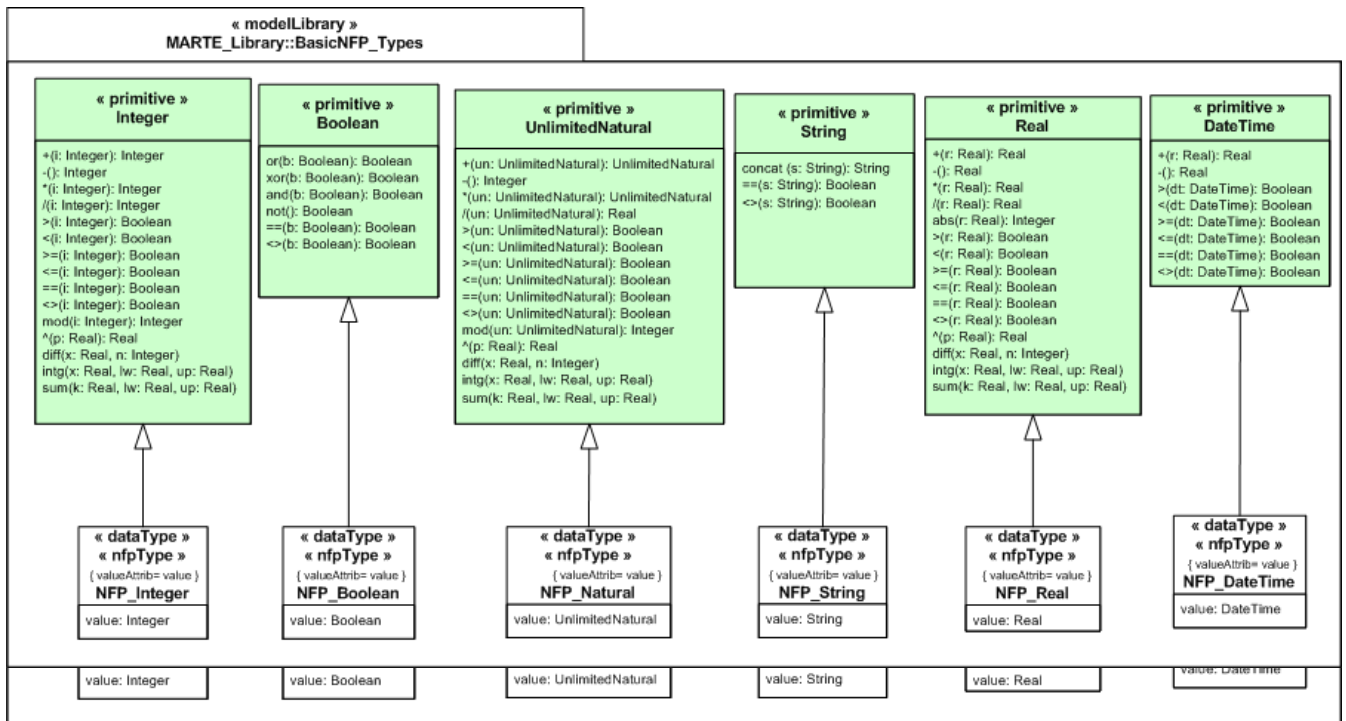 « modelLibrary »
MARTE_Library::BasicNFP_Types
« primitive »
Integer
+(i: Integer): Integer
-(): Integer
*(i: Integer): Integer
/(i: Integer): Integer
>(i: Integer): Boolean
<(i: Integer): Boolean
>=(i: Integer): Boolean
<=(i: Integer): Boolean
==(i: Integer): Boolean
<>(i: Integer): Boolean
mod(i: Integer): Integer
^(p: Real): Real
diff(x: Real, n: Integer)
intg(x: Real, lw: Real, up: Real)
sum(k: Real, lw: Real, up: Real)
« primitive »
Boolean
or(b: Boolean): Boolean
xor(b: Boolean): Boolean
and(b: Boolean): Boolean
not(): Boolean
==(b: Boolean): Boolean
<>(b: Boolean): Boolean
« primitive »
UnlimitedNatural
+(un: UnlimitedNatural): UnlimitedNatural
-(): Integer
*(un: UnlimitedNatural): UnlimitedNatural
/(un: UnlimitedNatural): Real
>(un: UnlimitedNatural): Boolean
<(un: UnlimitedNatural): Boolean
>=(un: UnlimitedNatural): Boolean
<=(un: UnlimitedNatural): Boolean
==(un: UnlimitedNatural): Boolean
<>(un: UnlimitedNatural): Boolean
mod(un: UnlimitedNatural): Integer
^(p: Real): Real
diff(x: Real, n: Integer)
intg(x: Real, lw: Real, up: Real)
sum(k: Real, lw: Real, up: Real)
« primitive »
String
concat (s: String): String
==(s: String): Boolean
<>(s: String): Boolean
« primitive »
Real
+(r: Real): Real
-(): Real
*(r: Real): Real
/(r: Real): Real
abs(r: Real): Integer
>(r: Real): Boolean
<(r: Real): Boolean
>=(r: Real): Boolean
<=(r: Real): Boolean
==(r: Real): Boolean
<>(r: Real): Boolean
^(p: Real): Real
diff(x: Real, n: Integer)
intg(x: Real, lw: Real, up: Real)
sum(k: Real, lw: Real, up: Real)
« primitive »
DateTime
+(r: Real): Real
-(): Real
>(dt: DateTime): Boolean
<(dt: DateTime): Boolean
>=(dt: DateTime): Boolean
<=(dt: DateTime): Boolean
==(dt: DateTime): Boolean
<>(dt: DateTime): Boolean
« dataType »
« nfpType »
{ valueAttrib= value }
NFP_Integer
value: Integer
« dataType »
« nfpType »
{ valueAttrib= value }
NFP_Boolean
value: Boolean
« dataType »
« nfpType »
{ valueAttrib= value }
NFP_Natural
value: UnlimitedNatural
« dataType »
« nfpType »
{ valueAttrib= value }
NFP_String
value: String
« dataType »
« nfpType »
{ valueAttrib= value }
NFP_Real
value: Real
« dataType »
« nfpType »
{ valueAttrib= value }
NFP_DateTime
value: DateTime
value: Integer
value: Boolean
value: UnlimitedNatural
value: String
value: Real
value: DateTime